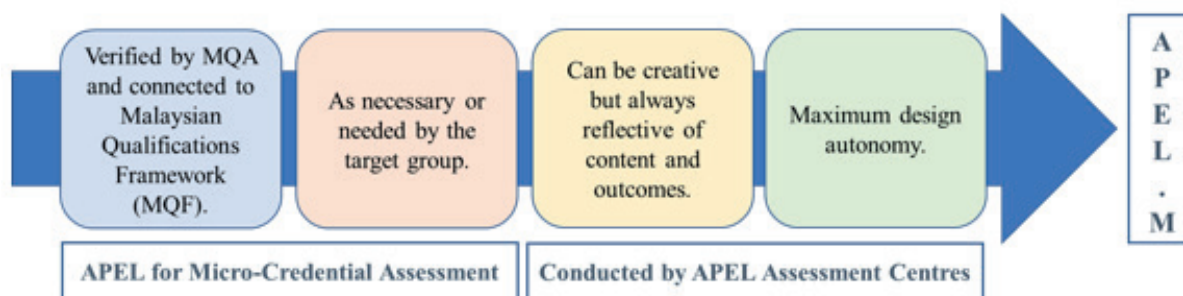 Verified by MQA
and connected to
Malaysian
Qualifications
Framework
(MQF).
As necessary or
needed by the
target group.
Can be creative
but always
reflective of
content and
outcomes.
Maximum design
autonomy.
A
P
E
L
.
M
APEL for Micro-Credential Assessment
Conducted by APEL Assessment Centres